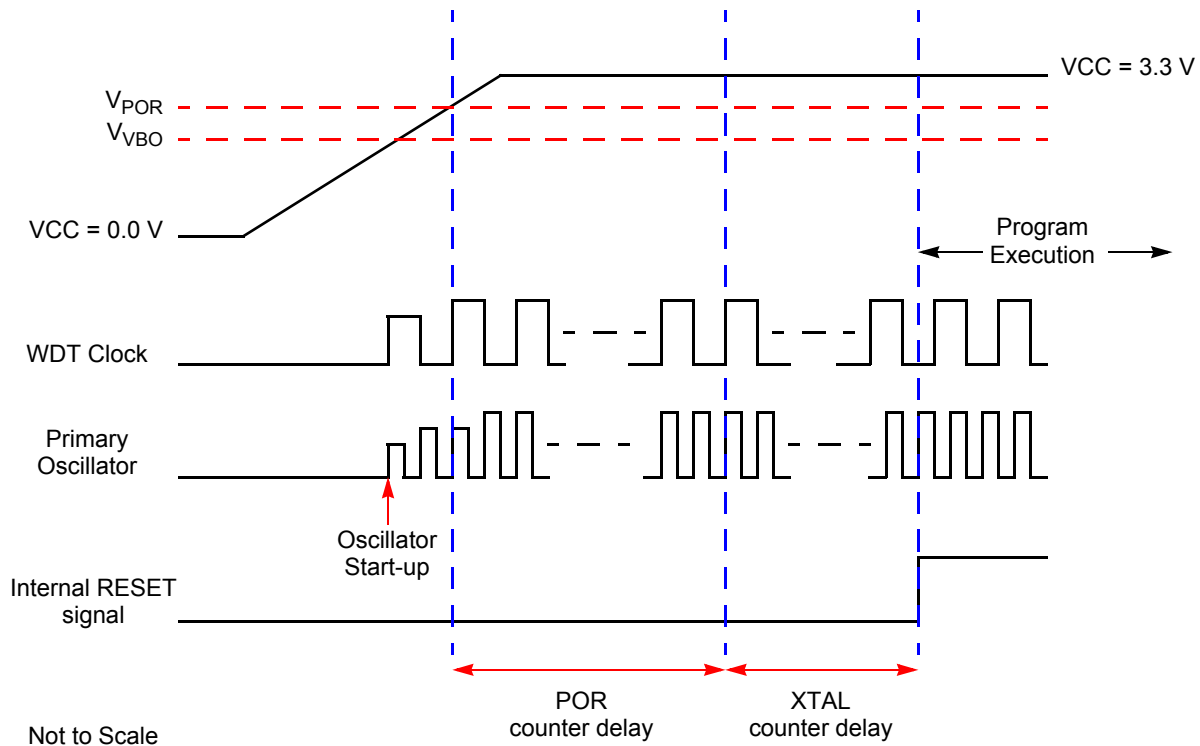 VCC = 3.3 V
VPOR
VVBO
VCC = 0.0 V
Program
Execution
WDT Clock
Primary
Oscillator
Oscillator
Start-up
Internal RESET
signal
POR
counter delay
XTAL
counter delay
Not to Scale